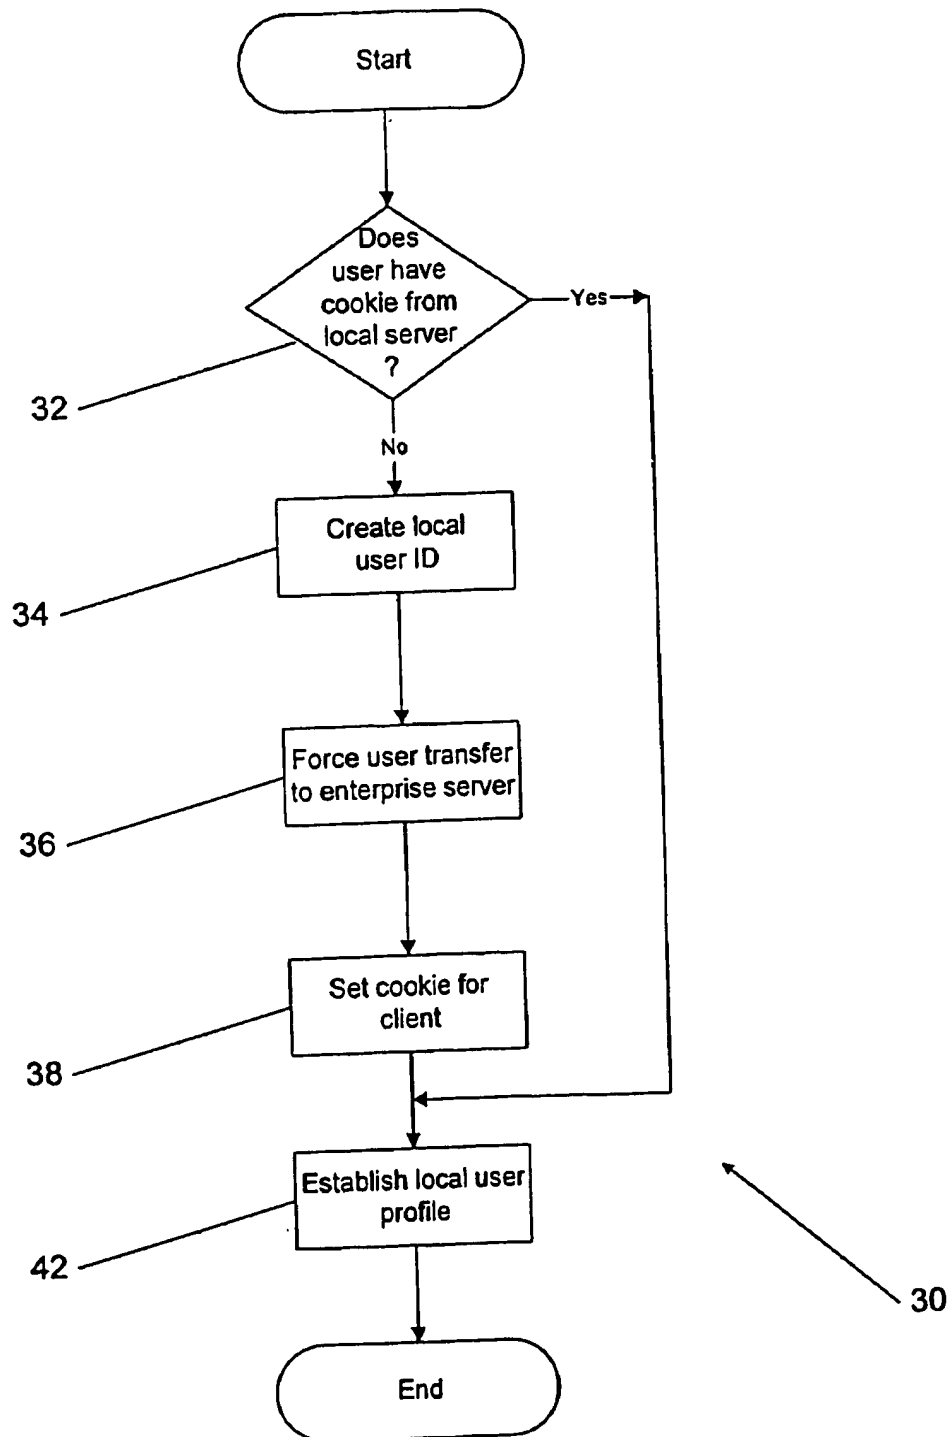 Start
Does
user have
cookie from
local server
?
Yes
32
No
Create local
user ID
34
Force user transfer
to enterprise server
36
Set cookie for
client
38
Establish local user
profile
42
30
End